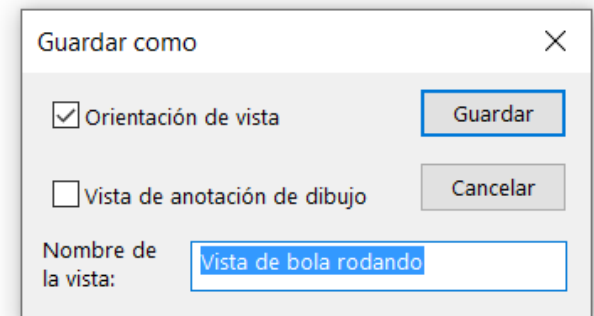 Guardar como
Orientación de vista
Guardar
Vista de anotación de dibujo
Cancelar
Nombre de
la vista:
Vista de bola rodando